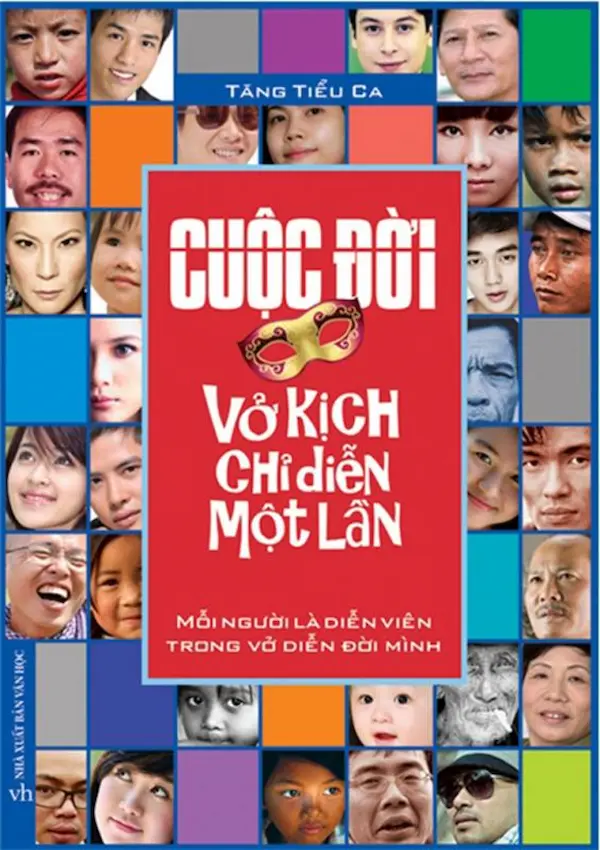 TĂNG TIỂU CA
CUỘC ĐỜI
VỞ KỊCH
CHỈ DIỄN
MỘT LẦN
MỖI NGƯỜI LÀ DIỄN VIÊN
TRONG VỞ DIỄN ĐỜI MÌNH
NHÀ XUẤT BẢN VĂN HỌC
vh